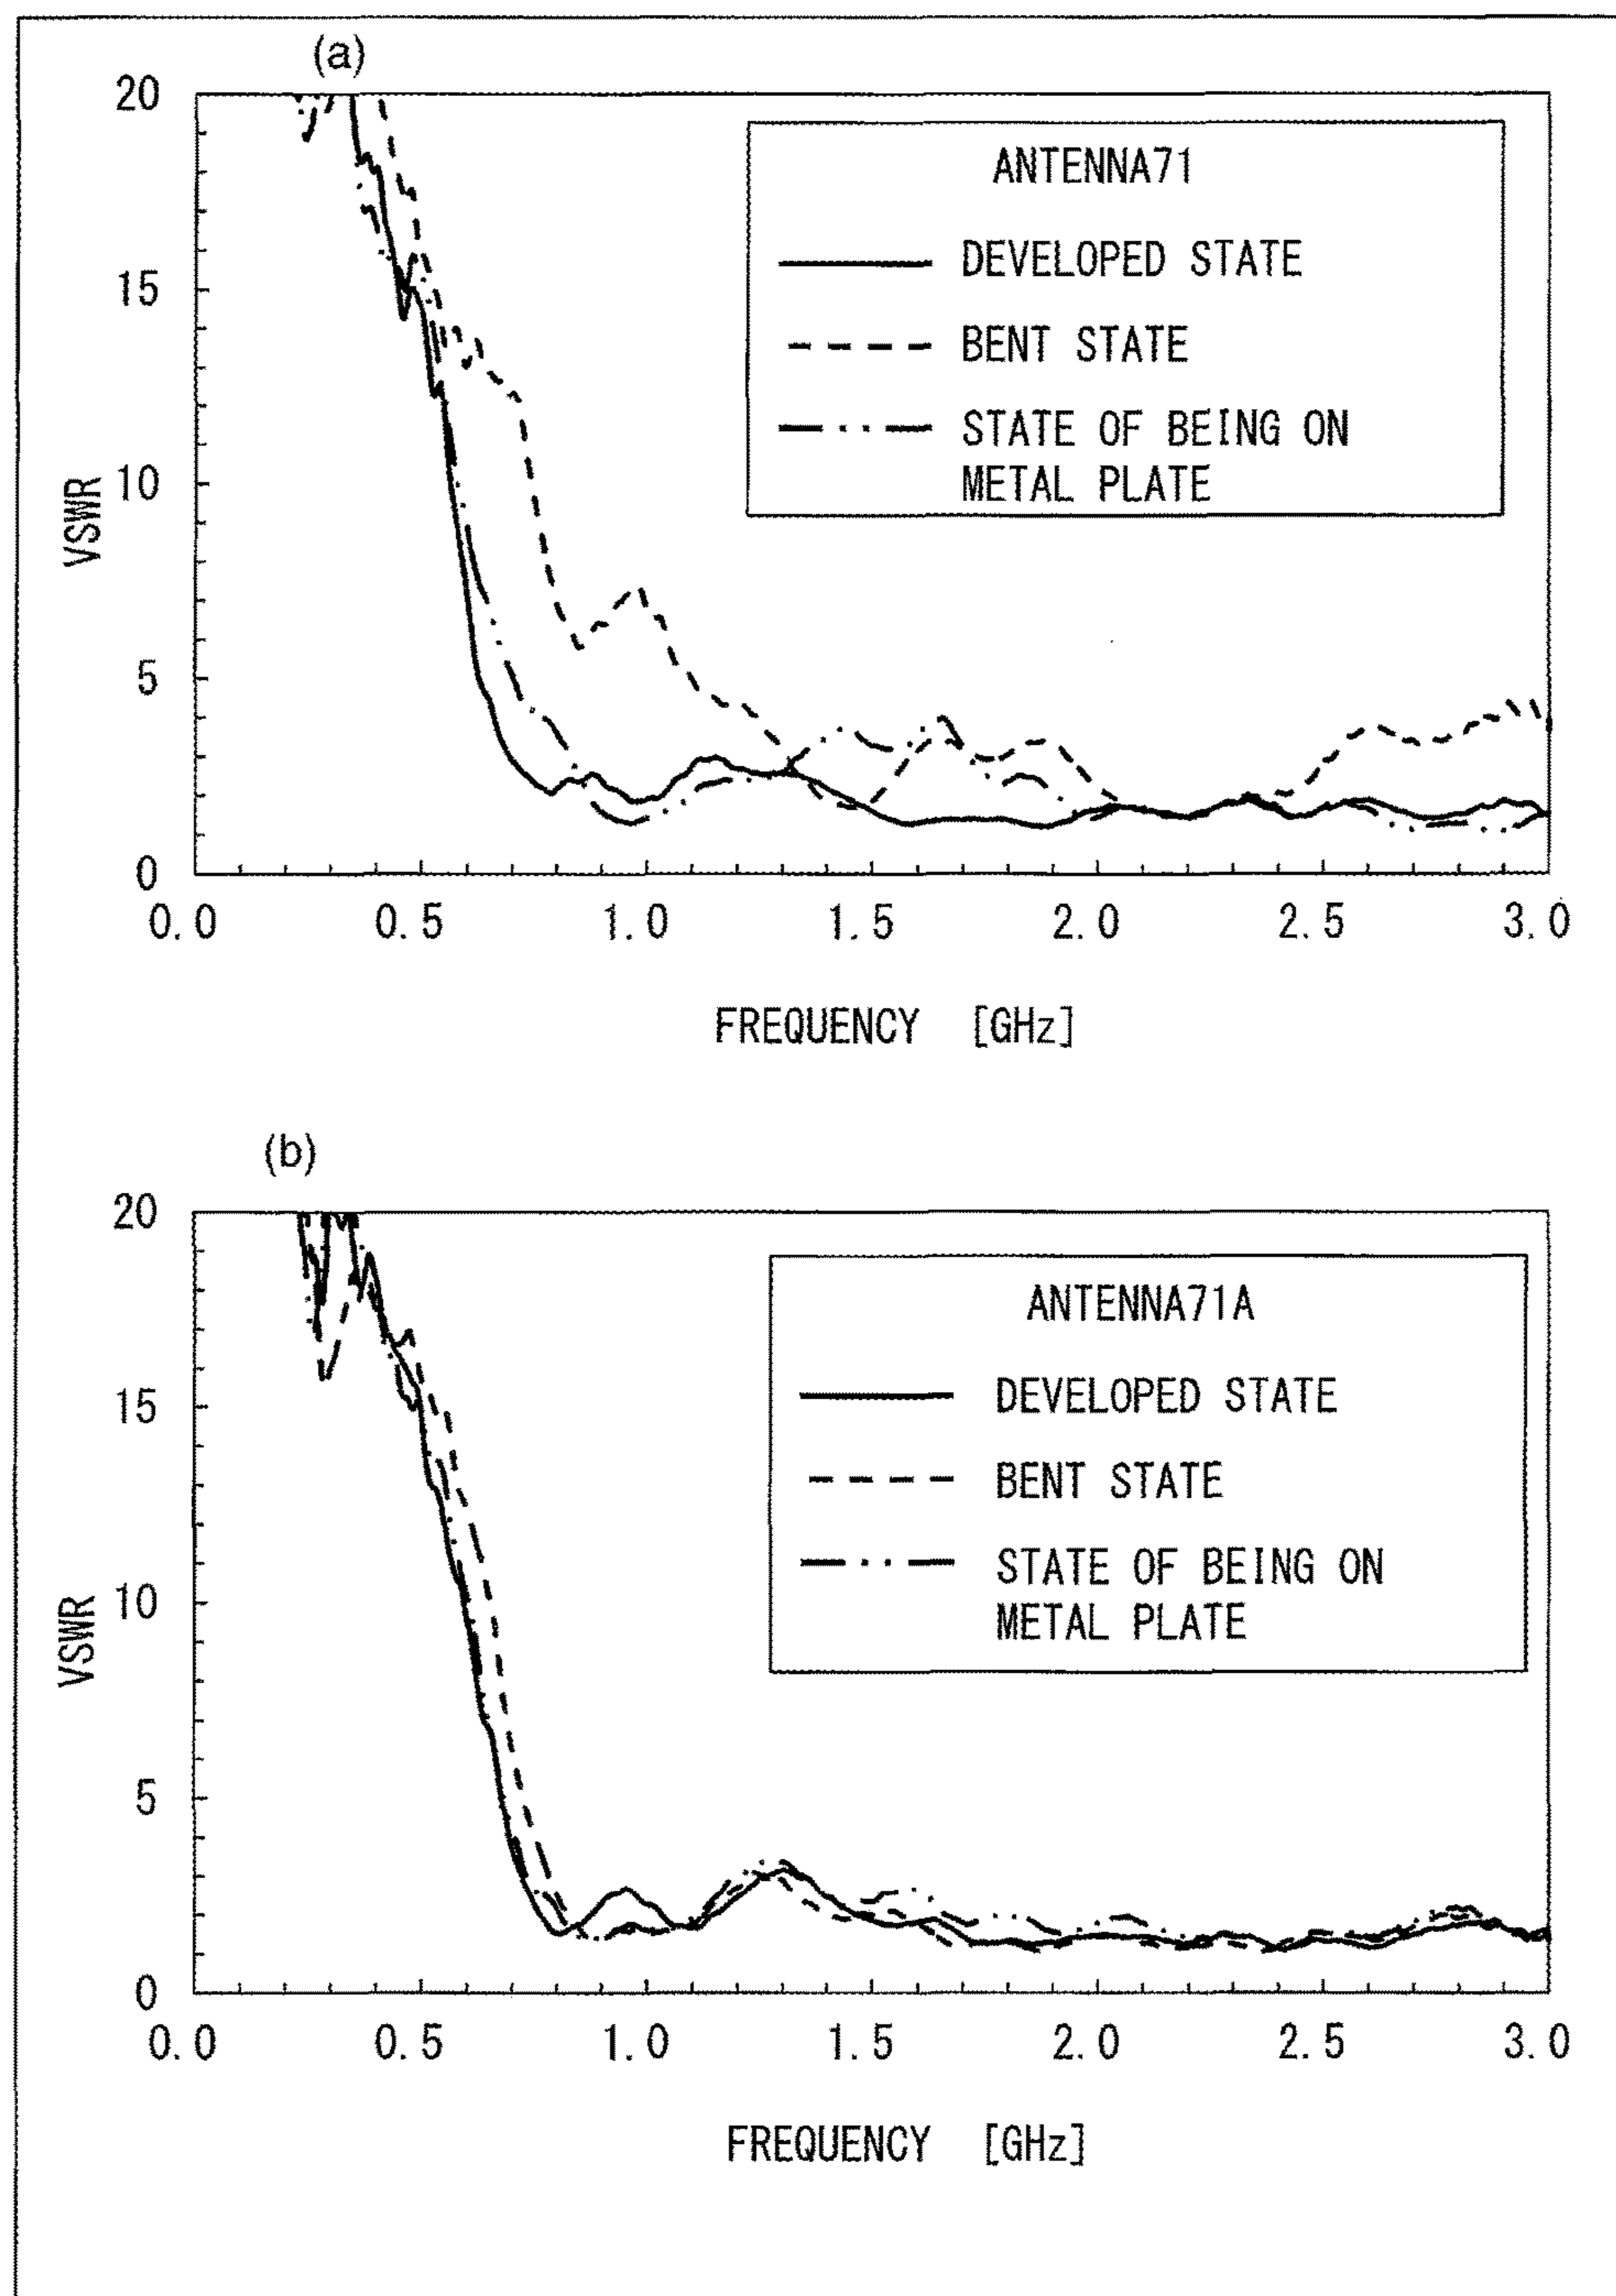 (a)
20
15
10
5
0
VSWR
ANTENNA71
DEVELOPED STATE
BENT STATE
STATE OF BEING ON
METAL PLATE
0.0 0.5 1.0 1.5 2.0 2.5 3.0
FREQUENCY [GHz]
(b)
20
15
10
5
0
VSWR
ANTENNA71A
DEVELOPED STATE
BENT STATE
STATE OF BEING ON
METAL PLATE
0.0 0.5 1.0 1.5 2.0 2.5 3.0
FREQUENCY [GHz]